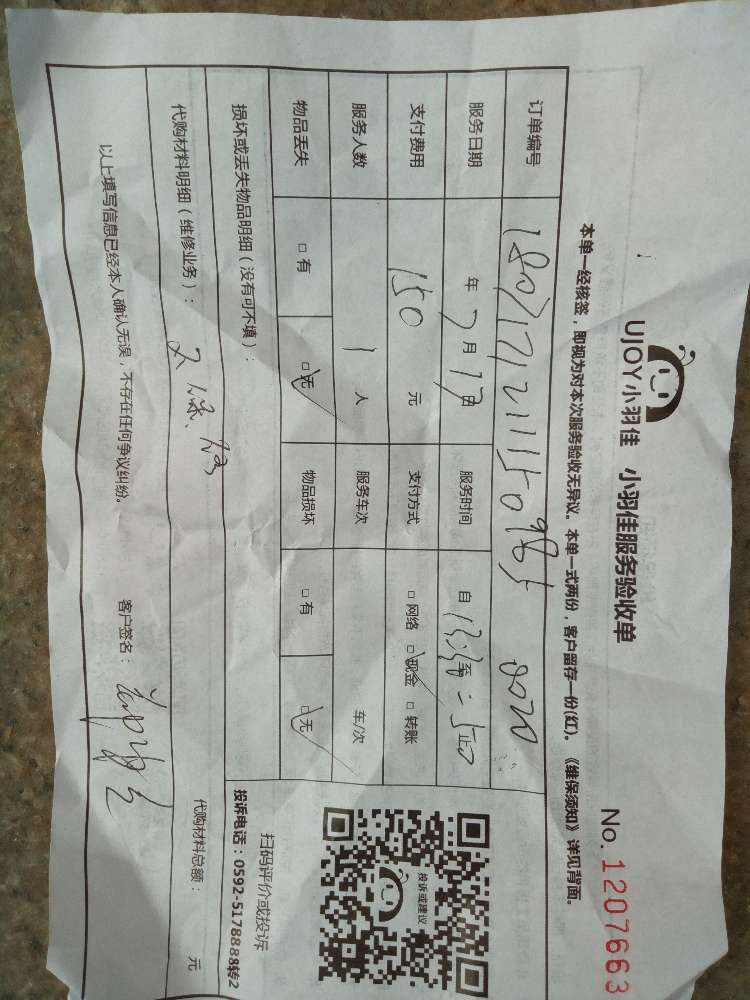 UJOY小羽佳 小羽佳服务验收单
No. 1207663
本单一经核签，即视为对本次服务验收无异议。本单一式两份，客户留存一份(红)。《维保须知》详见背面。
订单编号
服务日期 年 7月17日 服务时间 自 至 止
支付费用 150 元 支付方式 □网络 □现金 □转账
服务人数 1 人 服务车次 车/次
物品丢失 □有 □无 物品损坏 □有 □无
损坏或丢失物品明细（没有可不填）：
代购材料明细（维修业务）：
代购材料总额： 元
以上填写信息已经本人确认无误，不存在任何争议纠纷。 客户签名：
投诉或建议
扫码评价或投诉
投诉电话：0592-5178888转2